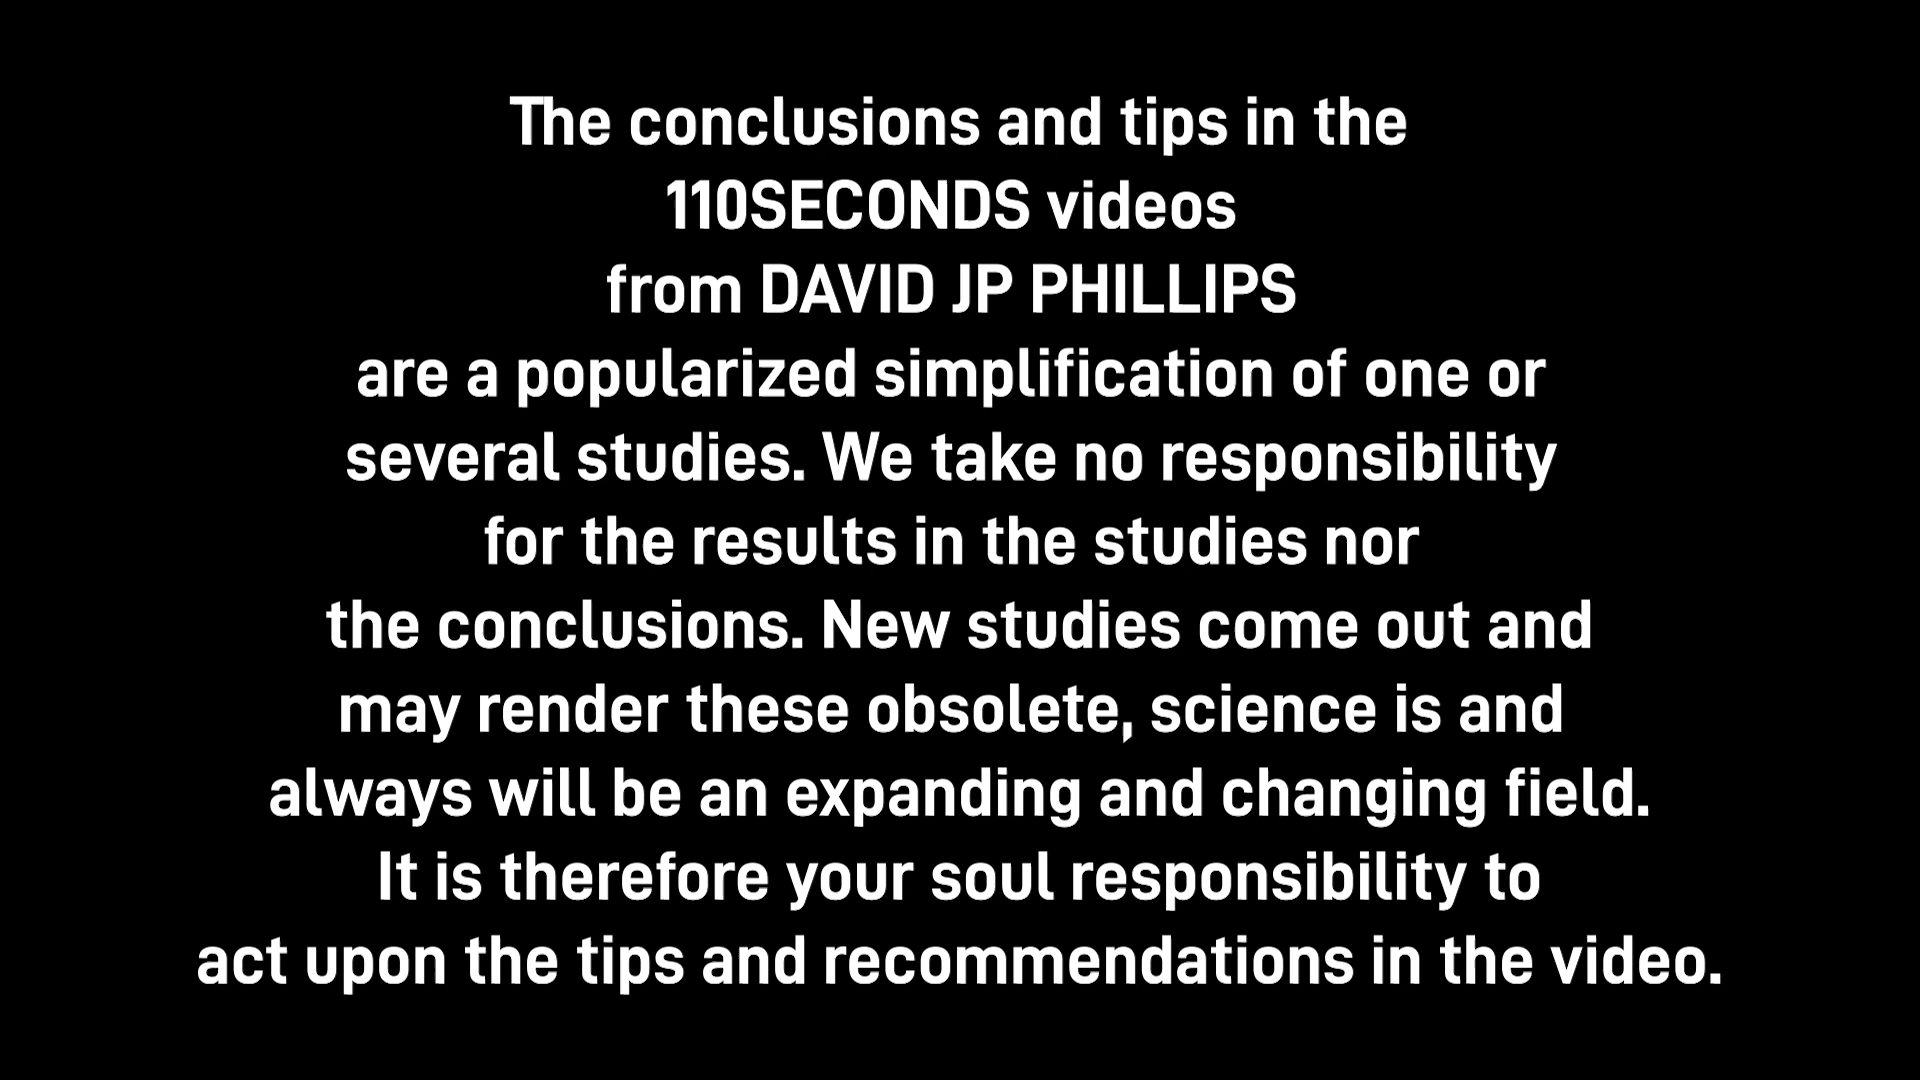 The conclusions and tips in the
110SECONDS videos
from DAVID JP PHILLIPS
are a popularized simplification of one or
several studies. We take no responsibility
for the results in the studies nor
the conclusions. New studies come out and
may render these obsolete, science is and
always will be an expanding and changing field.
It is therefore your soul responsibility to
act upon the tips and recommendations in the video.